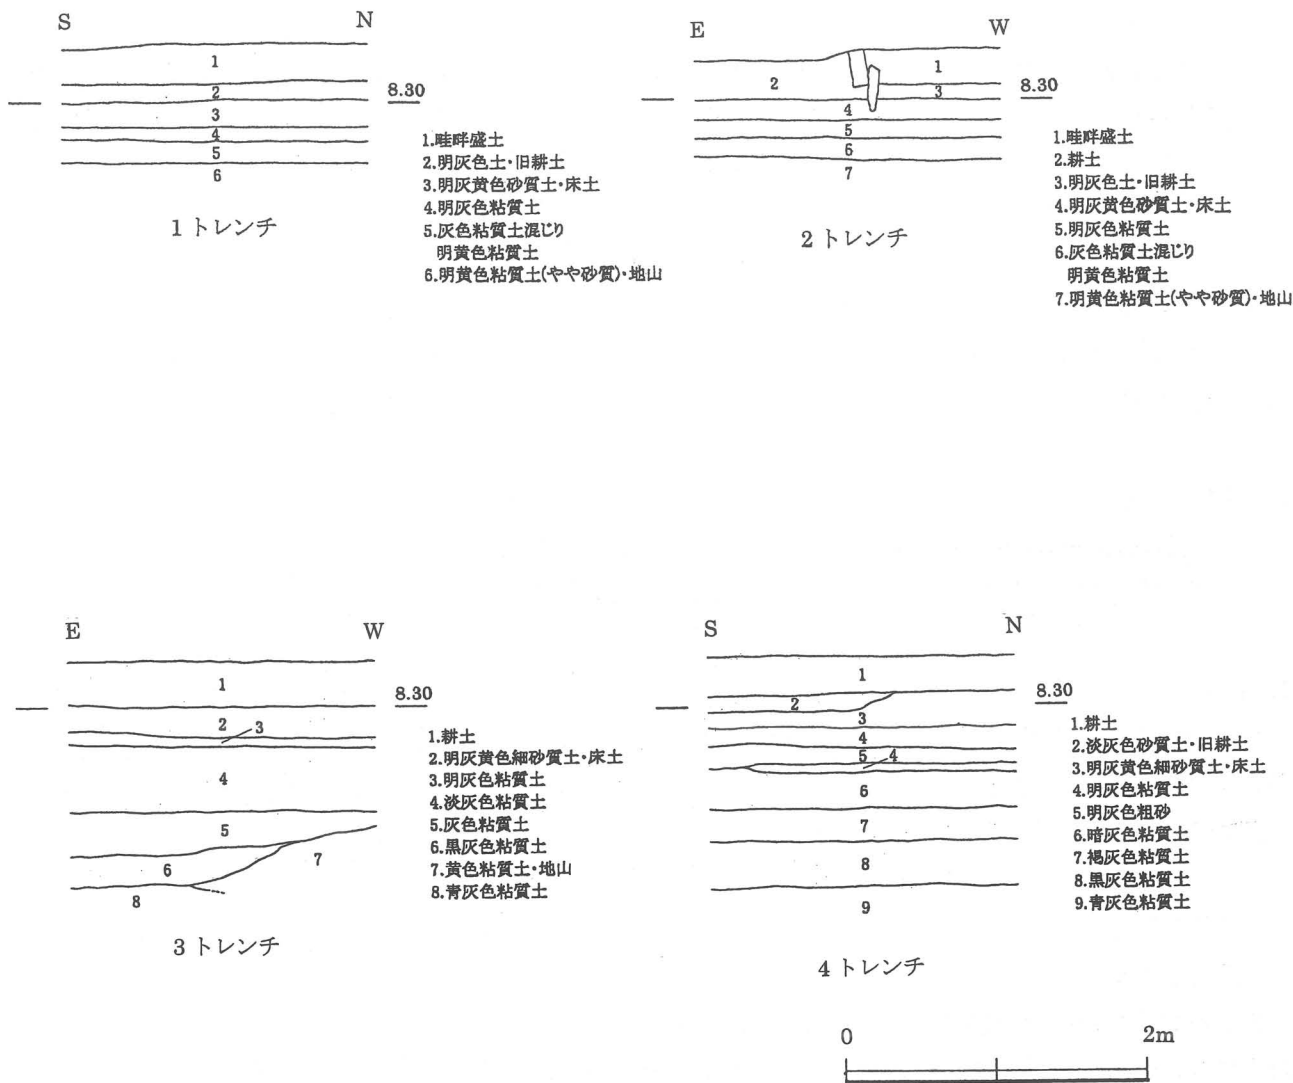 S N
1
2
3
4
5
6
8.30
1.畦畔盛土
2.明灰色土・旧耕土
3.明灰黄色砂質土・床土
4.明灰色粘質土
5.灰色粘質土混じり
明黄色粘質土
6.明黄色粘質土(やや砂質)・地山
1 トレンチ
E W
1
2
3
4
5
6
7
8.30
1.畦畔盛土
2.耕土
3.明灰色土・旧耕土
4.明灰黄色砂質土・床土
5.明灰色粘質土
6.灰色粘質土混じり
明黄色粘質土
7.明黄色粘質土(やや砂質)・地山
2 トレンチ
E W
1
2 3
4
5
6 7
8
8.30
1.耕土
2.明灰黄色細砂質土・床土
3.明灰色粘質土
4.淡灰色粘質土
5.灰色粘質土
6.黒灰色粘質土
7.黄色粘質土・地山
8.青灰色粘質土
3 トレンチ
S N
1
2
3
4
5 4
6
7
8
9
8.30
1.耕土
2.淡灰色砂質土・旧耕土
3.明灰黄色細砂質土・床土
4.明灰色粘質土
5.明灰色粗砂
6.暗灰色粘質土
7.褐灰色粘質土
8.黒灰色粘質土
9.青灰色粘質土
4 トレンチ
0 2m